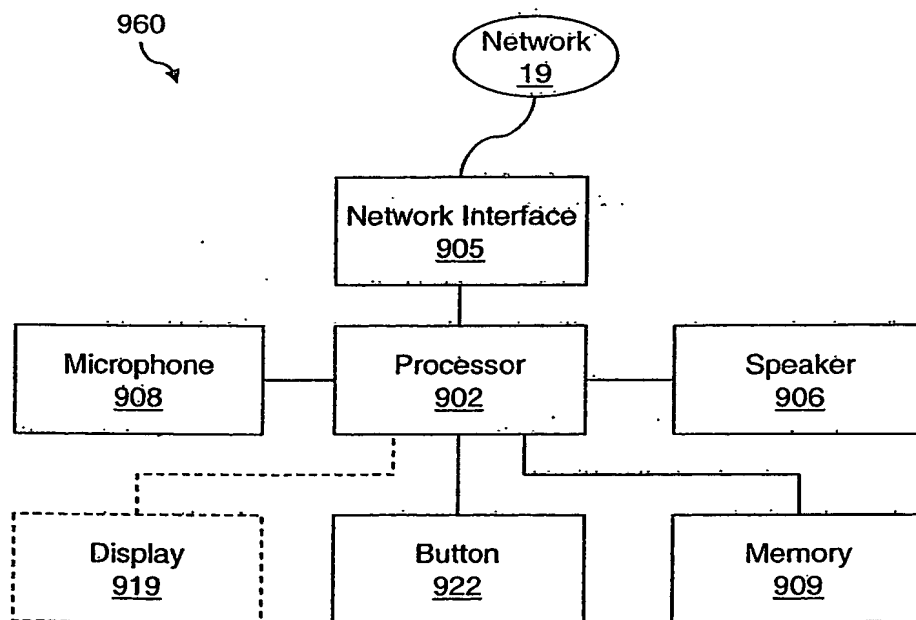 960
Network
19
Network Interface
905
Microphone
908
Processor
902
Speaker
906
Display
919
Button
922
Memory
909